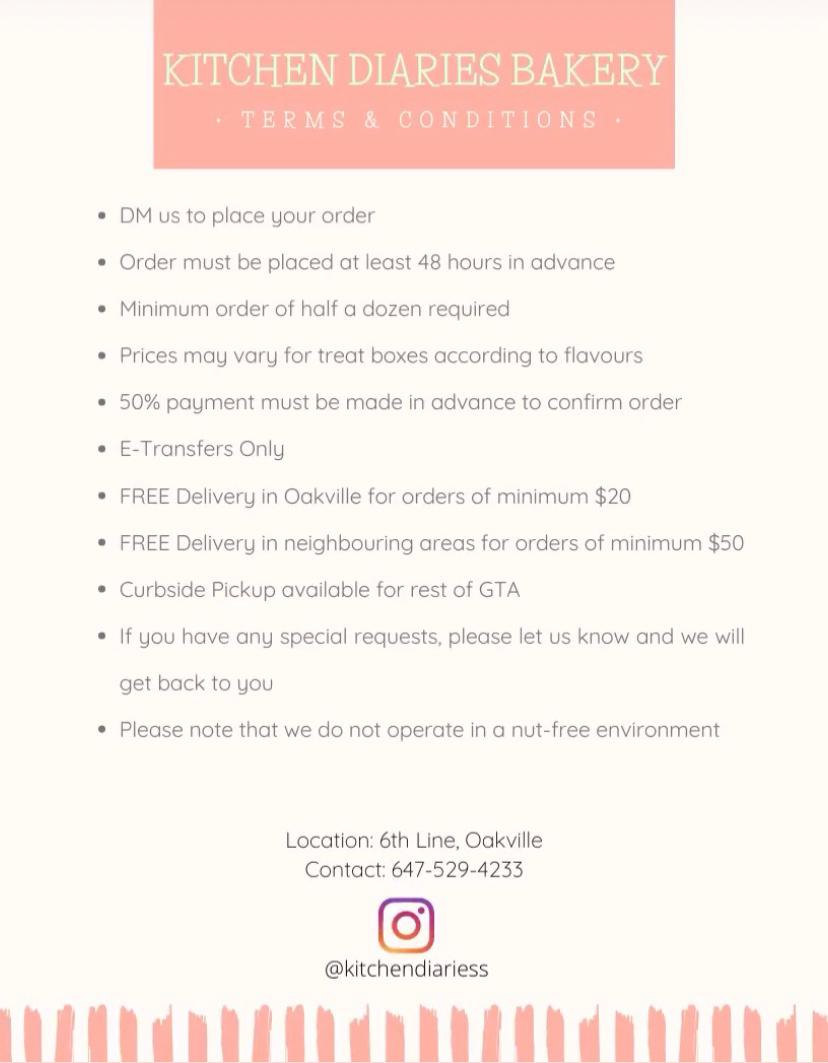 KITCHEN DIARIES BAKERY
· TERMS & CONDITIONS ·
• DM us to place your order
• Order must be placed at least 48 hours in advance
• Minimum order of half a dozen required
• Prices may vary for treat boxes according to flavours
• 50% payment must be made in advance to confirm order
• E-Transfers Only
• FREE Delivery in Oakville for orders of minimum $20
• FREE Delivery in neighbouring areas for orders of minimum $50
• Curbside Pickup available for rest of GTA
• If you have any special requests, please let us know and we will
get back to you
• Please note that we do not operate in a nut-free environment
Location: 6th Line, Oakville
Contact: 647-529-4233
@kitchendiariess